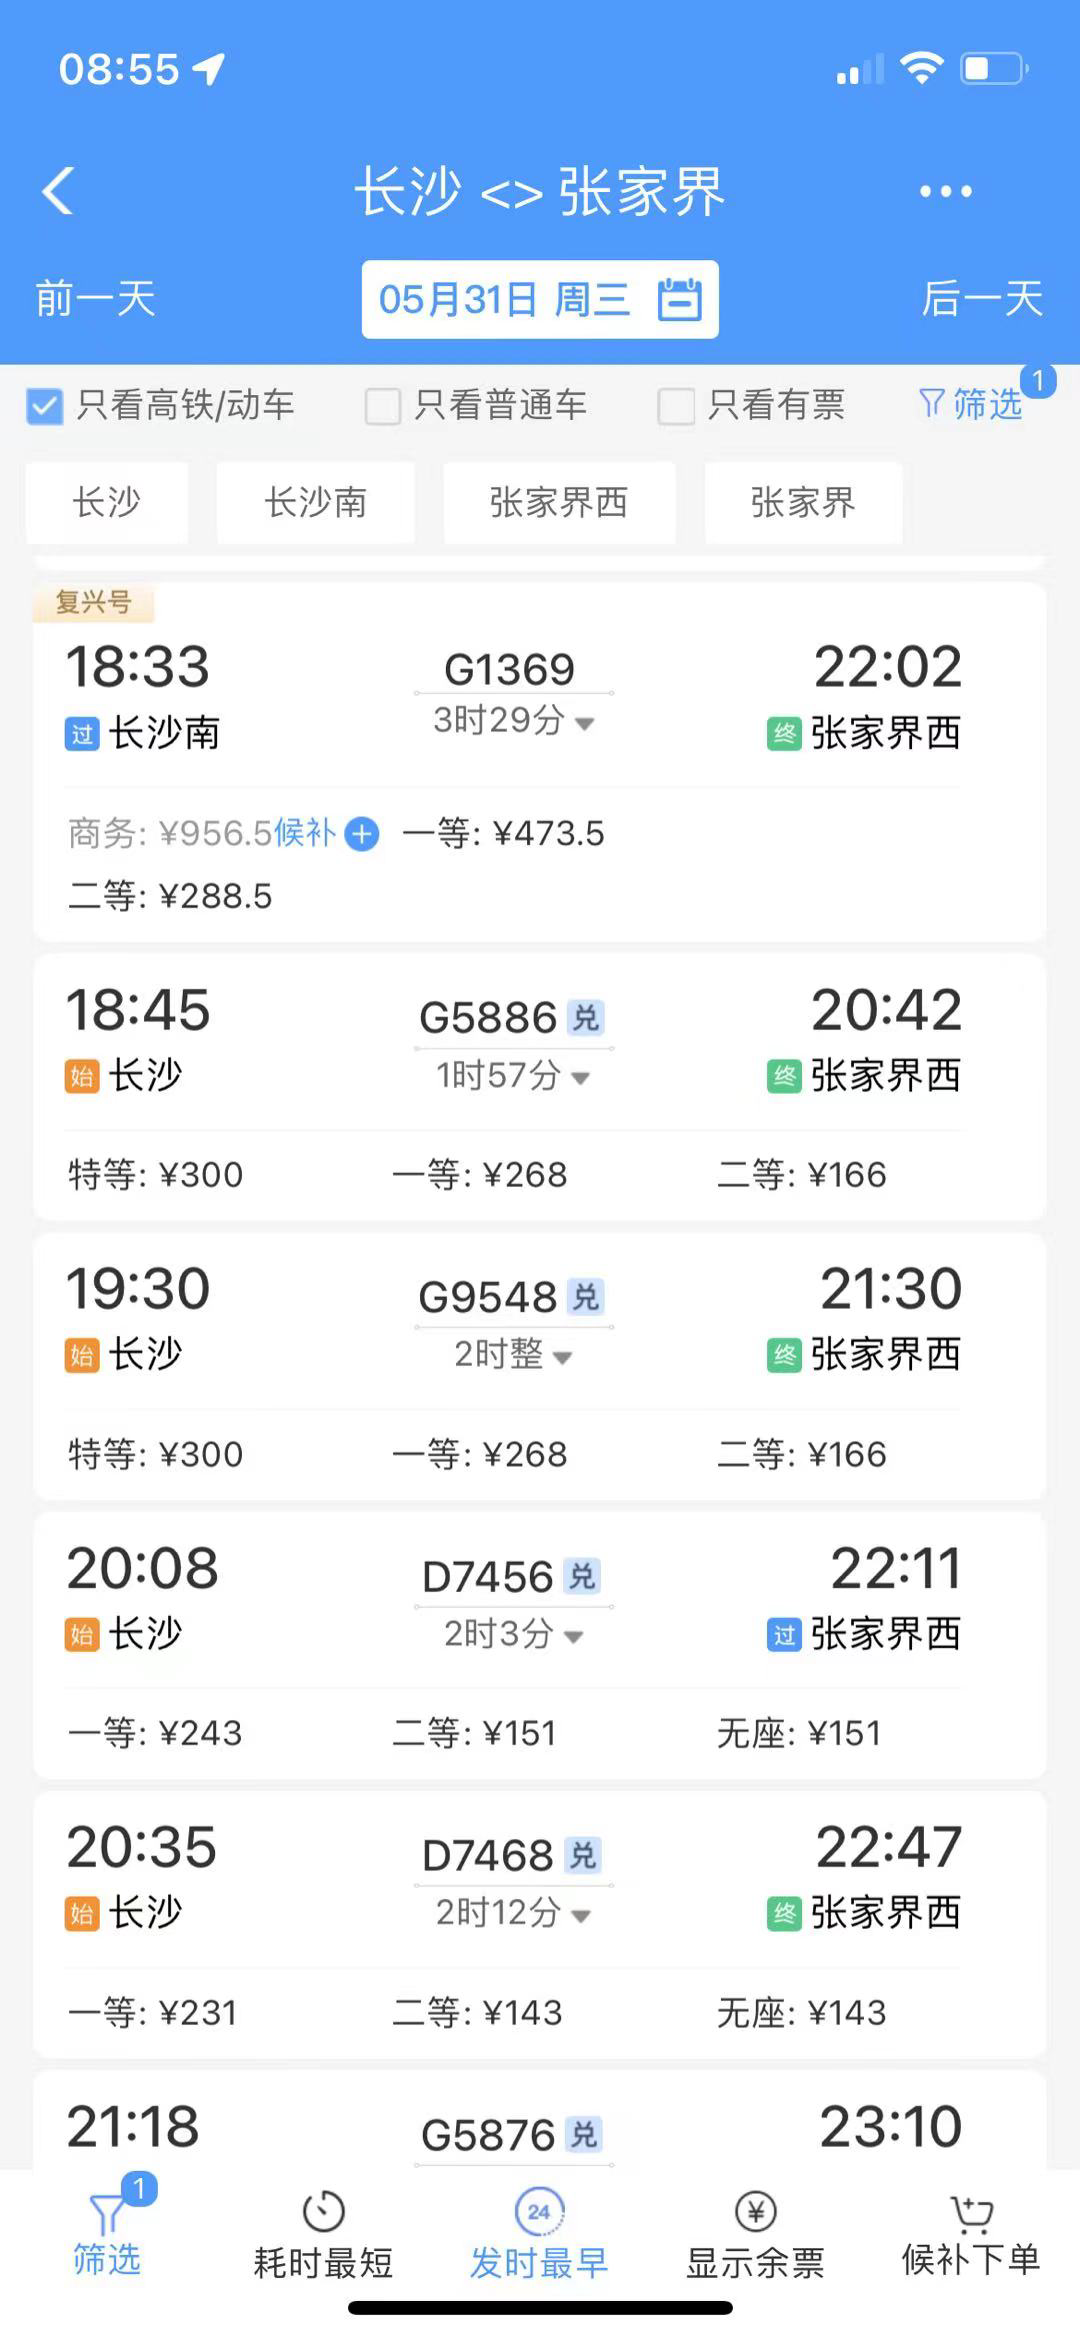 08:55
长沙 <> 张家界
前一天 05月31日 周三 后一天
只看高铁/动车 只看普通车 只看有票 筛选 1
长沙 长沙南 张家界西 张家界
复兴号
18:33 G1369 22:02
过 长沙南 3时29分 终 张家界西
商务: ¥956.5候补 一等: ¥473.5
二等: ¥288.5
18:45 G5886 兑 20:42
始 长沙 1时57分 终 张家界西
特等: ¥300 一等: ¥268 二等: ¥166
19:30 G9548 兑 21:30
始 长沙 2时整 终 张家界西
特等: ¥300 一等: ¥268 二等: ¥166
20:08 D7456 兑 22:11
始 长沙 2时3分 过 张家界西
一等: ¥243 二等: ¥151 无座: ¥151
20:35 D7468 兑 22:47
始 长沙 2时12分 终 张家界西
一等: ¥231 二等: ¥143 无座: ¥143
21:18 G5876 兑 23:10
1 24 ¥
筛选 耗时最短 发时最早 显示余票 候补下单